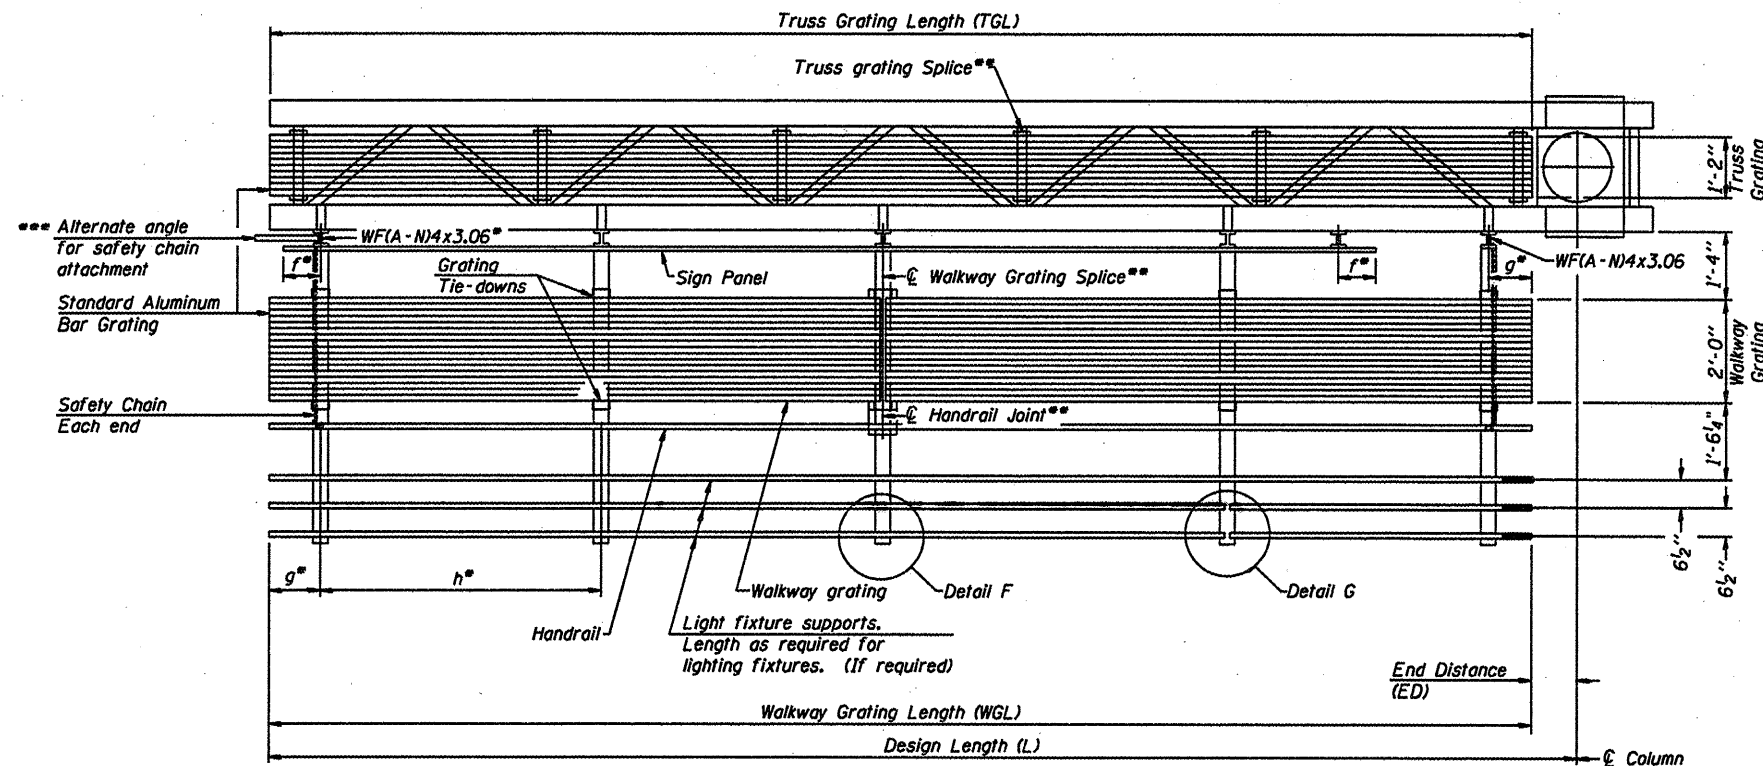 Truss Grating Length (TGL)
Truss grating Splice**
1'-2"
Truss
Grating
*** Alternate angle
for safety chain
attachment
WF(A-N)4x3.06*
f*
Grating
Tie-downs
Sign Panel
℄ Walkway Grating Splice**
f*
g*
WF(A-N)4x3.06
1'-4"
Standard Aluminum
Bar Grating
2'-0"
Walkway
Grating
Safety Chain
Each end
℄ Handrail Joint**
1'-6¼"
6½"
6½"
g*
h*
Walkway grating
Detail F
Detail G
Handrail
Light fixture supports.
Length as required for
lighting fixtures. (If required)
End Distance
(ED)
Walkway Grating Length (WGL)
Design Length (L)
℄ Column